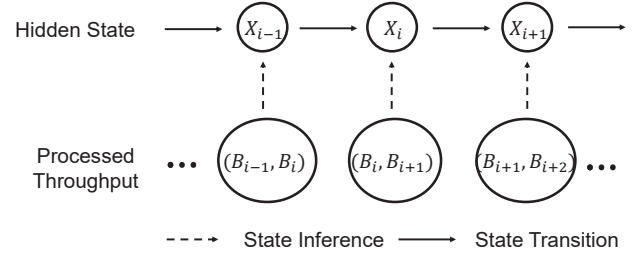 Hidden State X_{i−1} X_i X_{i+1}
Processed Throughput ••• (B_{i−1}, B_i) (B_i, B_{i+1}) (B_{i+1}, B_{i+2}) •••
State Inference State Transition